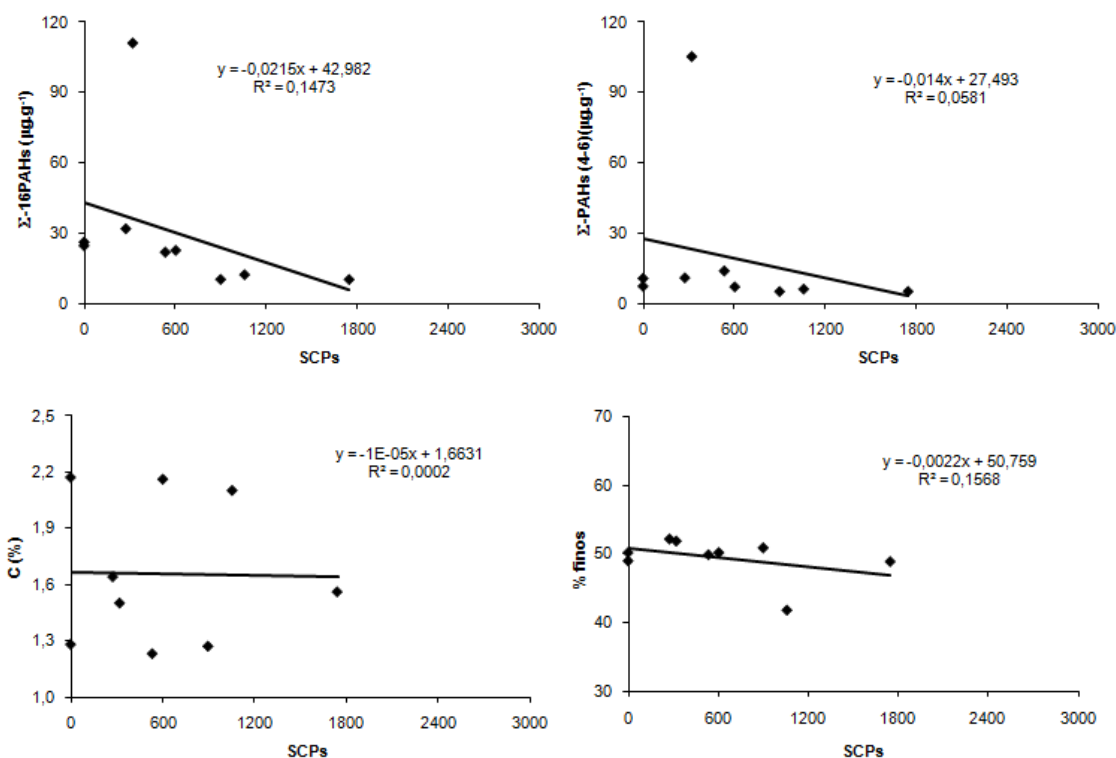 120
90
60
30
0
Σ-16PAHs (µg.g⁻¹)
y = -0,0215x + 42,982
R² = 0,1473
0 600 1200 1800 2400 3000
SCPs
120
90
60
30
0
Σ-PAHs (4-6)(µg.g⁻¹)
y = -0,014x + 27,493
R² = 0,0581
0 600 1200 1800 2400 3000
SCPs
2,5
2,2
1,9
1,6
1,3
1,0
C (%)
y = -1E-05x + 1,6631
R² = 0,0002
0 600 1200 1800 2400 3000
SCPs
70
60
50
40
30
% finos
y = -0,0022x + 50,759
R² = 0,1568
0 600 1200 1800 2400 3000
SCPs